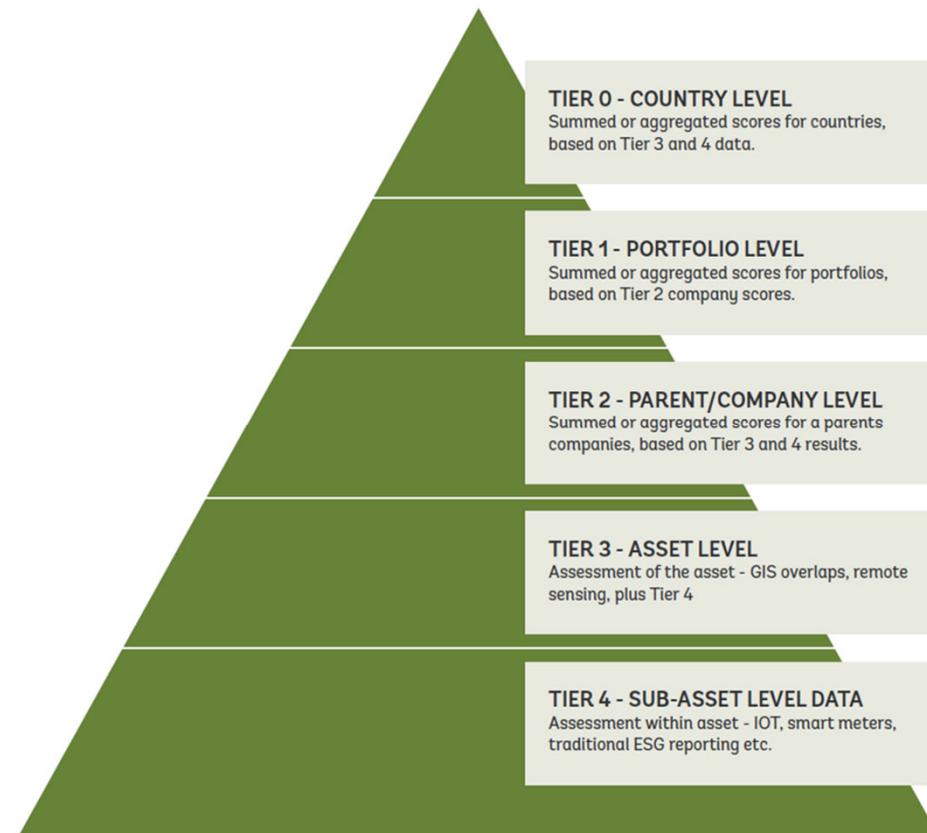 TIER 0 - COUNTRY LEVEL
Summed or aggregated scores for countries,
based on Tier 3 and 4 data.
TIER 1 - PORTFOLIO LEVEL
Summed or aggregated scores for portfolios,
based on Tier 2 company scores.
TIER 2 - PARENT/COMPANY LEVEL
Summed or aggregated scores for a parents
companies, based on Tier 3 and 4 results.
TIER 3 - ASSET LEVEL
Assessment of the asset - GIS overlaps, remote
sensing, plus Tier 4
TIER 4 - SUB-ASSET LEVEL DATA
Assessment within asset - IOT, smart meters,
traditional ESG reporting etc.